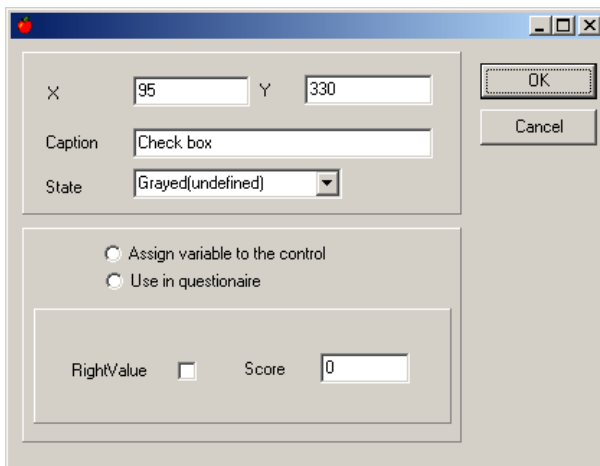 X 95 Y 330
OK
Caption Check box
Cancel
State Grayed(undefined)
Assign variable to the control
Use in questionaire
RightValue Score 0